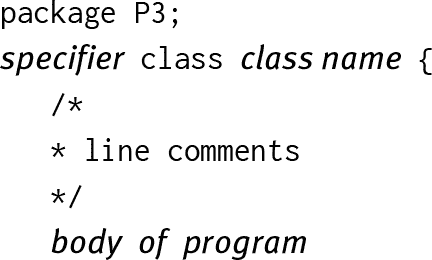 package P3;
specifier class class name {
/*
* line comments
*/
body of program